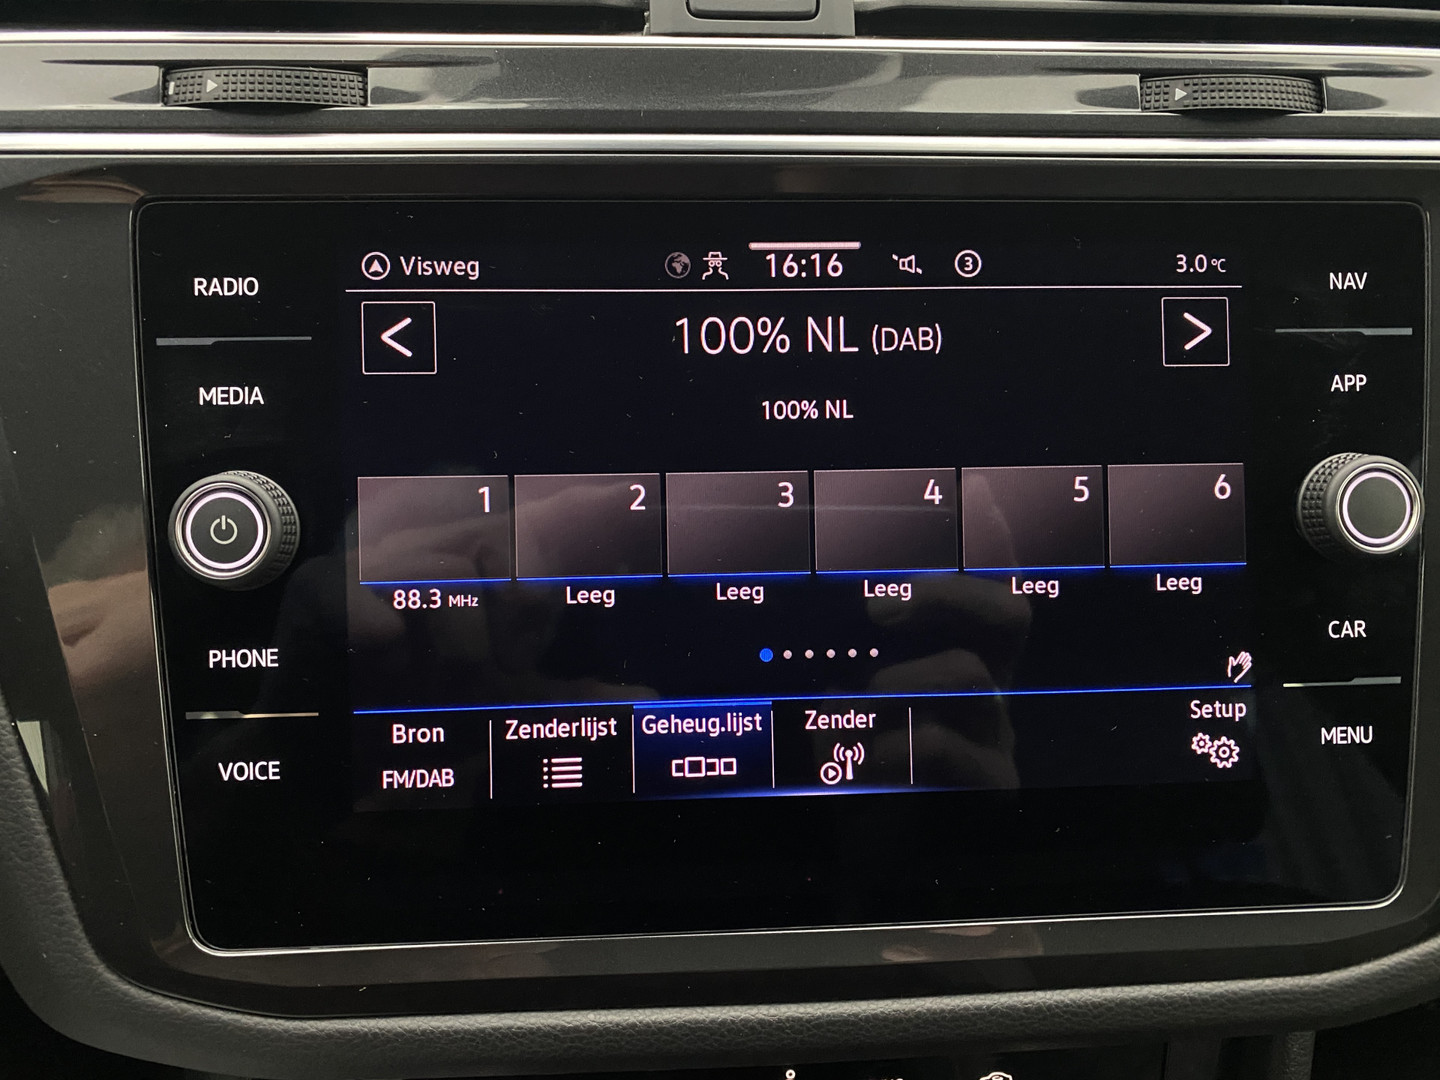 RADIO
MEDIA
PHONE
VOICE
Visweg
16:16
3
3.0°C
<
100% NL (DAB)
>
100% NL
1
2
3
4
5
6
88.3 MHz
Leeg
Leeg
Leeg
Leeg
Leeg
Bron
FM/DAB
Zenderlijst
Geheug.lijst
Zender
Setup
NAV
APP
CAR
MENU